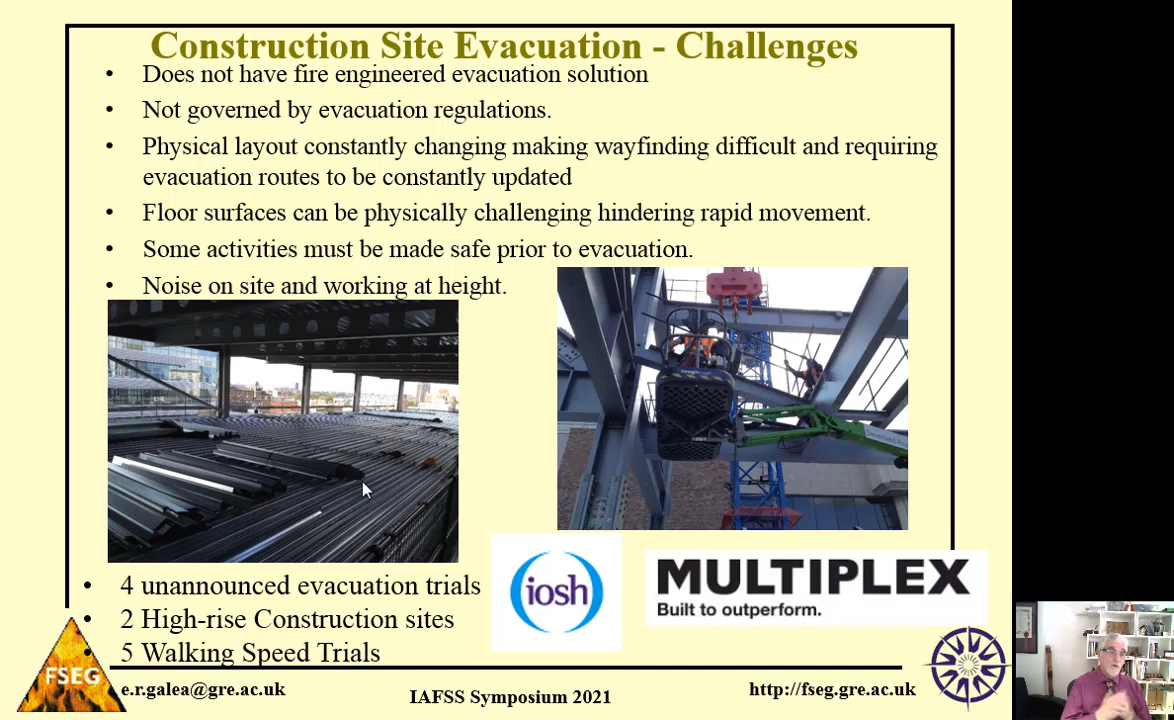 Construction Site Evacuation - Challenges
• Does not have fire engineered evacuation solution
• Not governed by evacuation regulations.
• Physical layout constantly changing making wayfinding difficult and requiring
evacuation routes to be constantly updated
• Floor surfaces can be physically challenging hindering rapid movement.
• Some activities must be made safe prior to evacuation.
• Noise on site and working at height.
• 4 unannounced evacuation trials
• 2 High-rise Construction sites
• 5 Walking Speed Trials
iosh
MULTIPLEX
Built to outperform.
FSEG
e.r.galea@gre.ac.uk
IAFSS Symposium 2021
http://fseg.gre.ac.uk